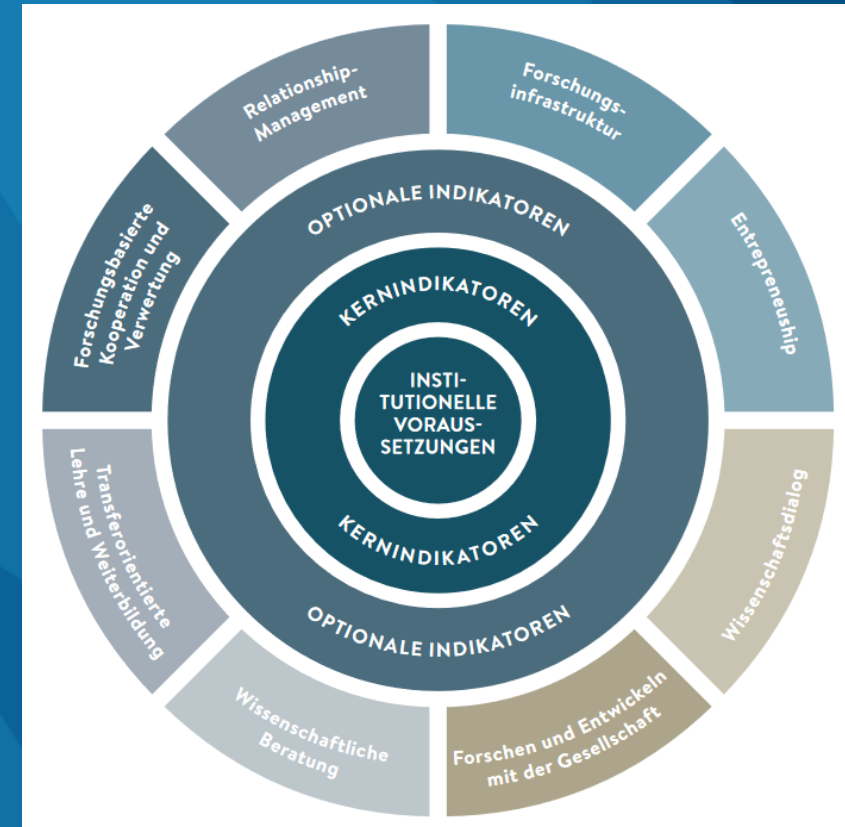 Relationship-
Management
Forschungs-
infrastruktur
Entrepreneuship
Wissenschaftsdialog
Forschen und Entwickeln
mit der Gesellschaft
Wissenschaftliche
Beratung
Transferorientierte
Lehre und Weiterbildung
Forschungsbasierte
Kooperation und
Verwertung
OPTIONALE INDIKATOREN
KERNINDIKATOREN
INSTI-
TUTIONELLE
VORAUS-
SETZUNGEN
KERNINDIKATOREN
OPTIONALE INDIKATOREN